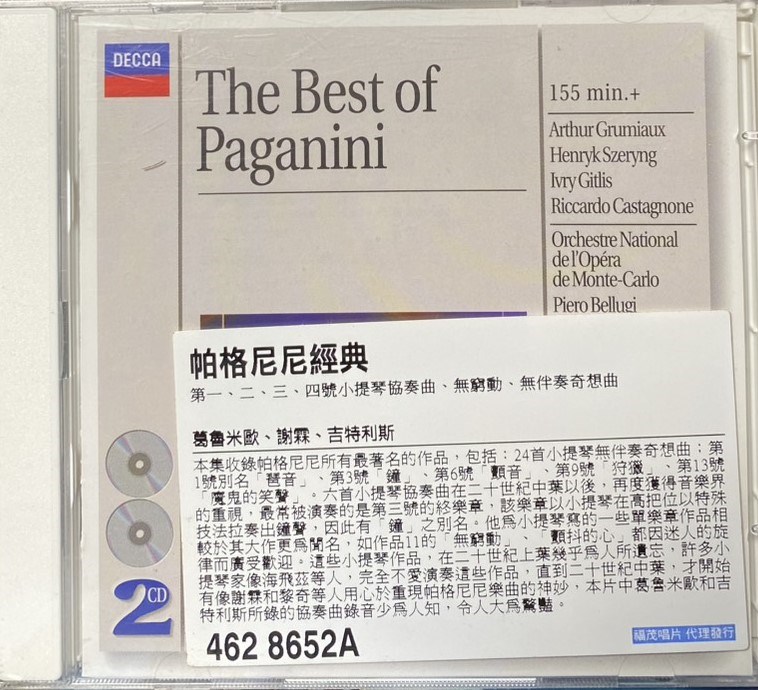 DECCA
The Best of
Paganini
155 min.+
Arthur Grumiaux
Henryk Szeryng
Ivry Gitlis
Riccardo Castagnone
Orchestre National
de l'Opéra
de Monte-Carlo
Piero Bellugi
帕格尼尼經典
第一、二、三、四號小提琴協奏曲、無窮動、無伴奏奇想曲
葛魯米歐、謝霖、吉特利斯
本集收錄帕格尼尼所有最著名的作品，包括：24首小提琴無伴奏奇想曲；第
1號別名「琶音」、第3號「鐘」、第6號「顫音」、第9號「狩獵」、第13號
「魔鬼的笑聲」。六首小提琴協奏曲在二十世紀中葉以後，再度獲得音樂界
的重視，最常被演奏的是第三號的終樂章，該樂章以小提琴在高把位以特殊
技法拉奏出鐘聲，因此有「鐘」之別名。他爲小提琴寫的一些單樂章作品相
較於其大作更爲聞名，如作品11的「無窮動」、「顫抖的心」都因迷人的旋
律而廣受歡迎。這些小提琴作品，在二十世紀上葉幾乎爲人所遺忘，許多小
提琴家像海飛茲等人，完全不愛演奏這些作品，直到二十世紀中葉，才開始
有像謝霖和黎奇等人用心於重現帕格尼尼樂曲的神妙，本片中葛魯米歐和吉
特利斯所錄的協奏曲錄音少爲人知，令人大爲驚豔。
2CD
462 8652A
福茂唱片 代理發行